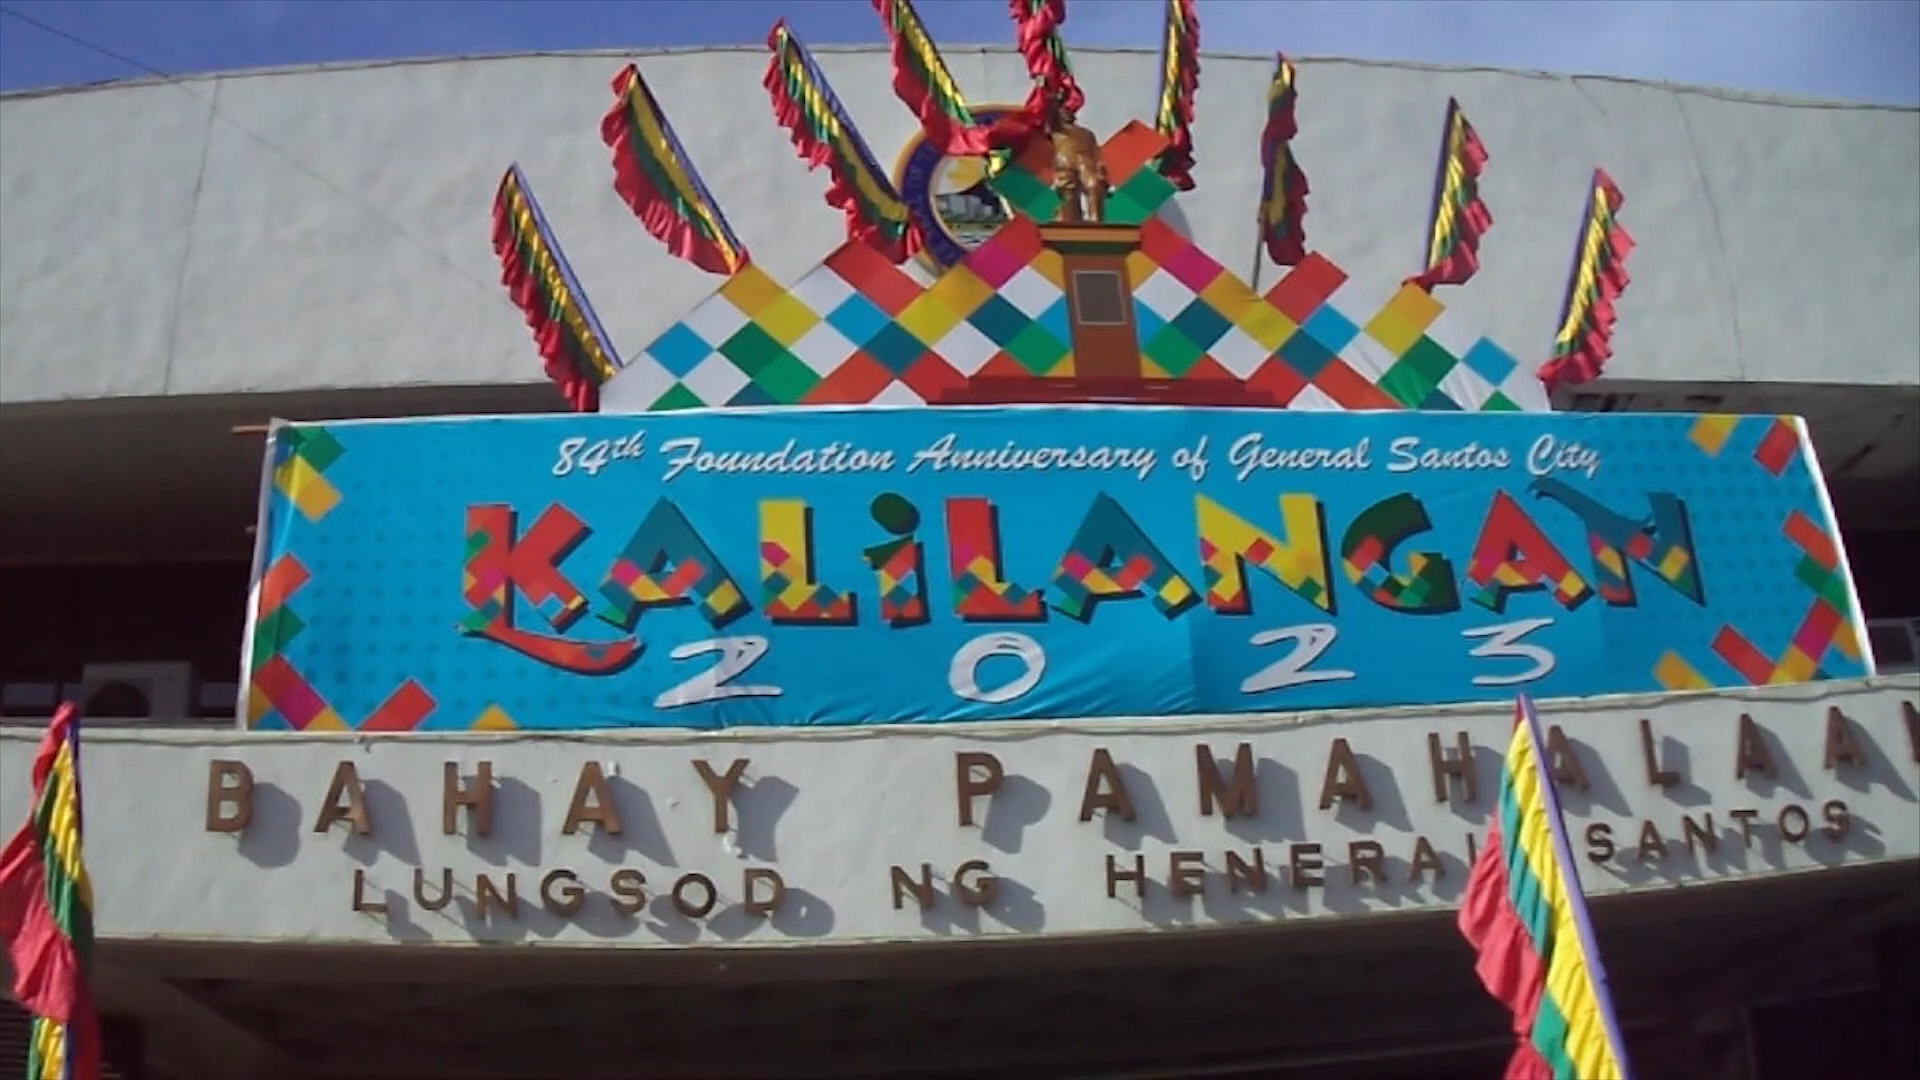 84th Foundation Anniversary of General Santos City
KALiLANGAN
2023
BAHAY PAMAHALAAN
LUNGSOD NG HENERAL SANTOS